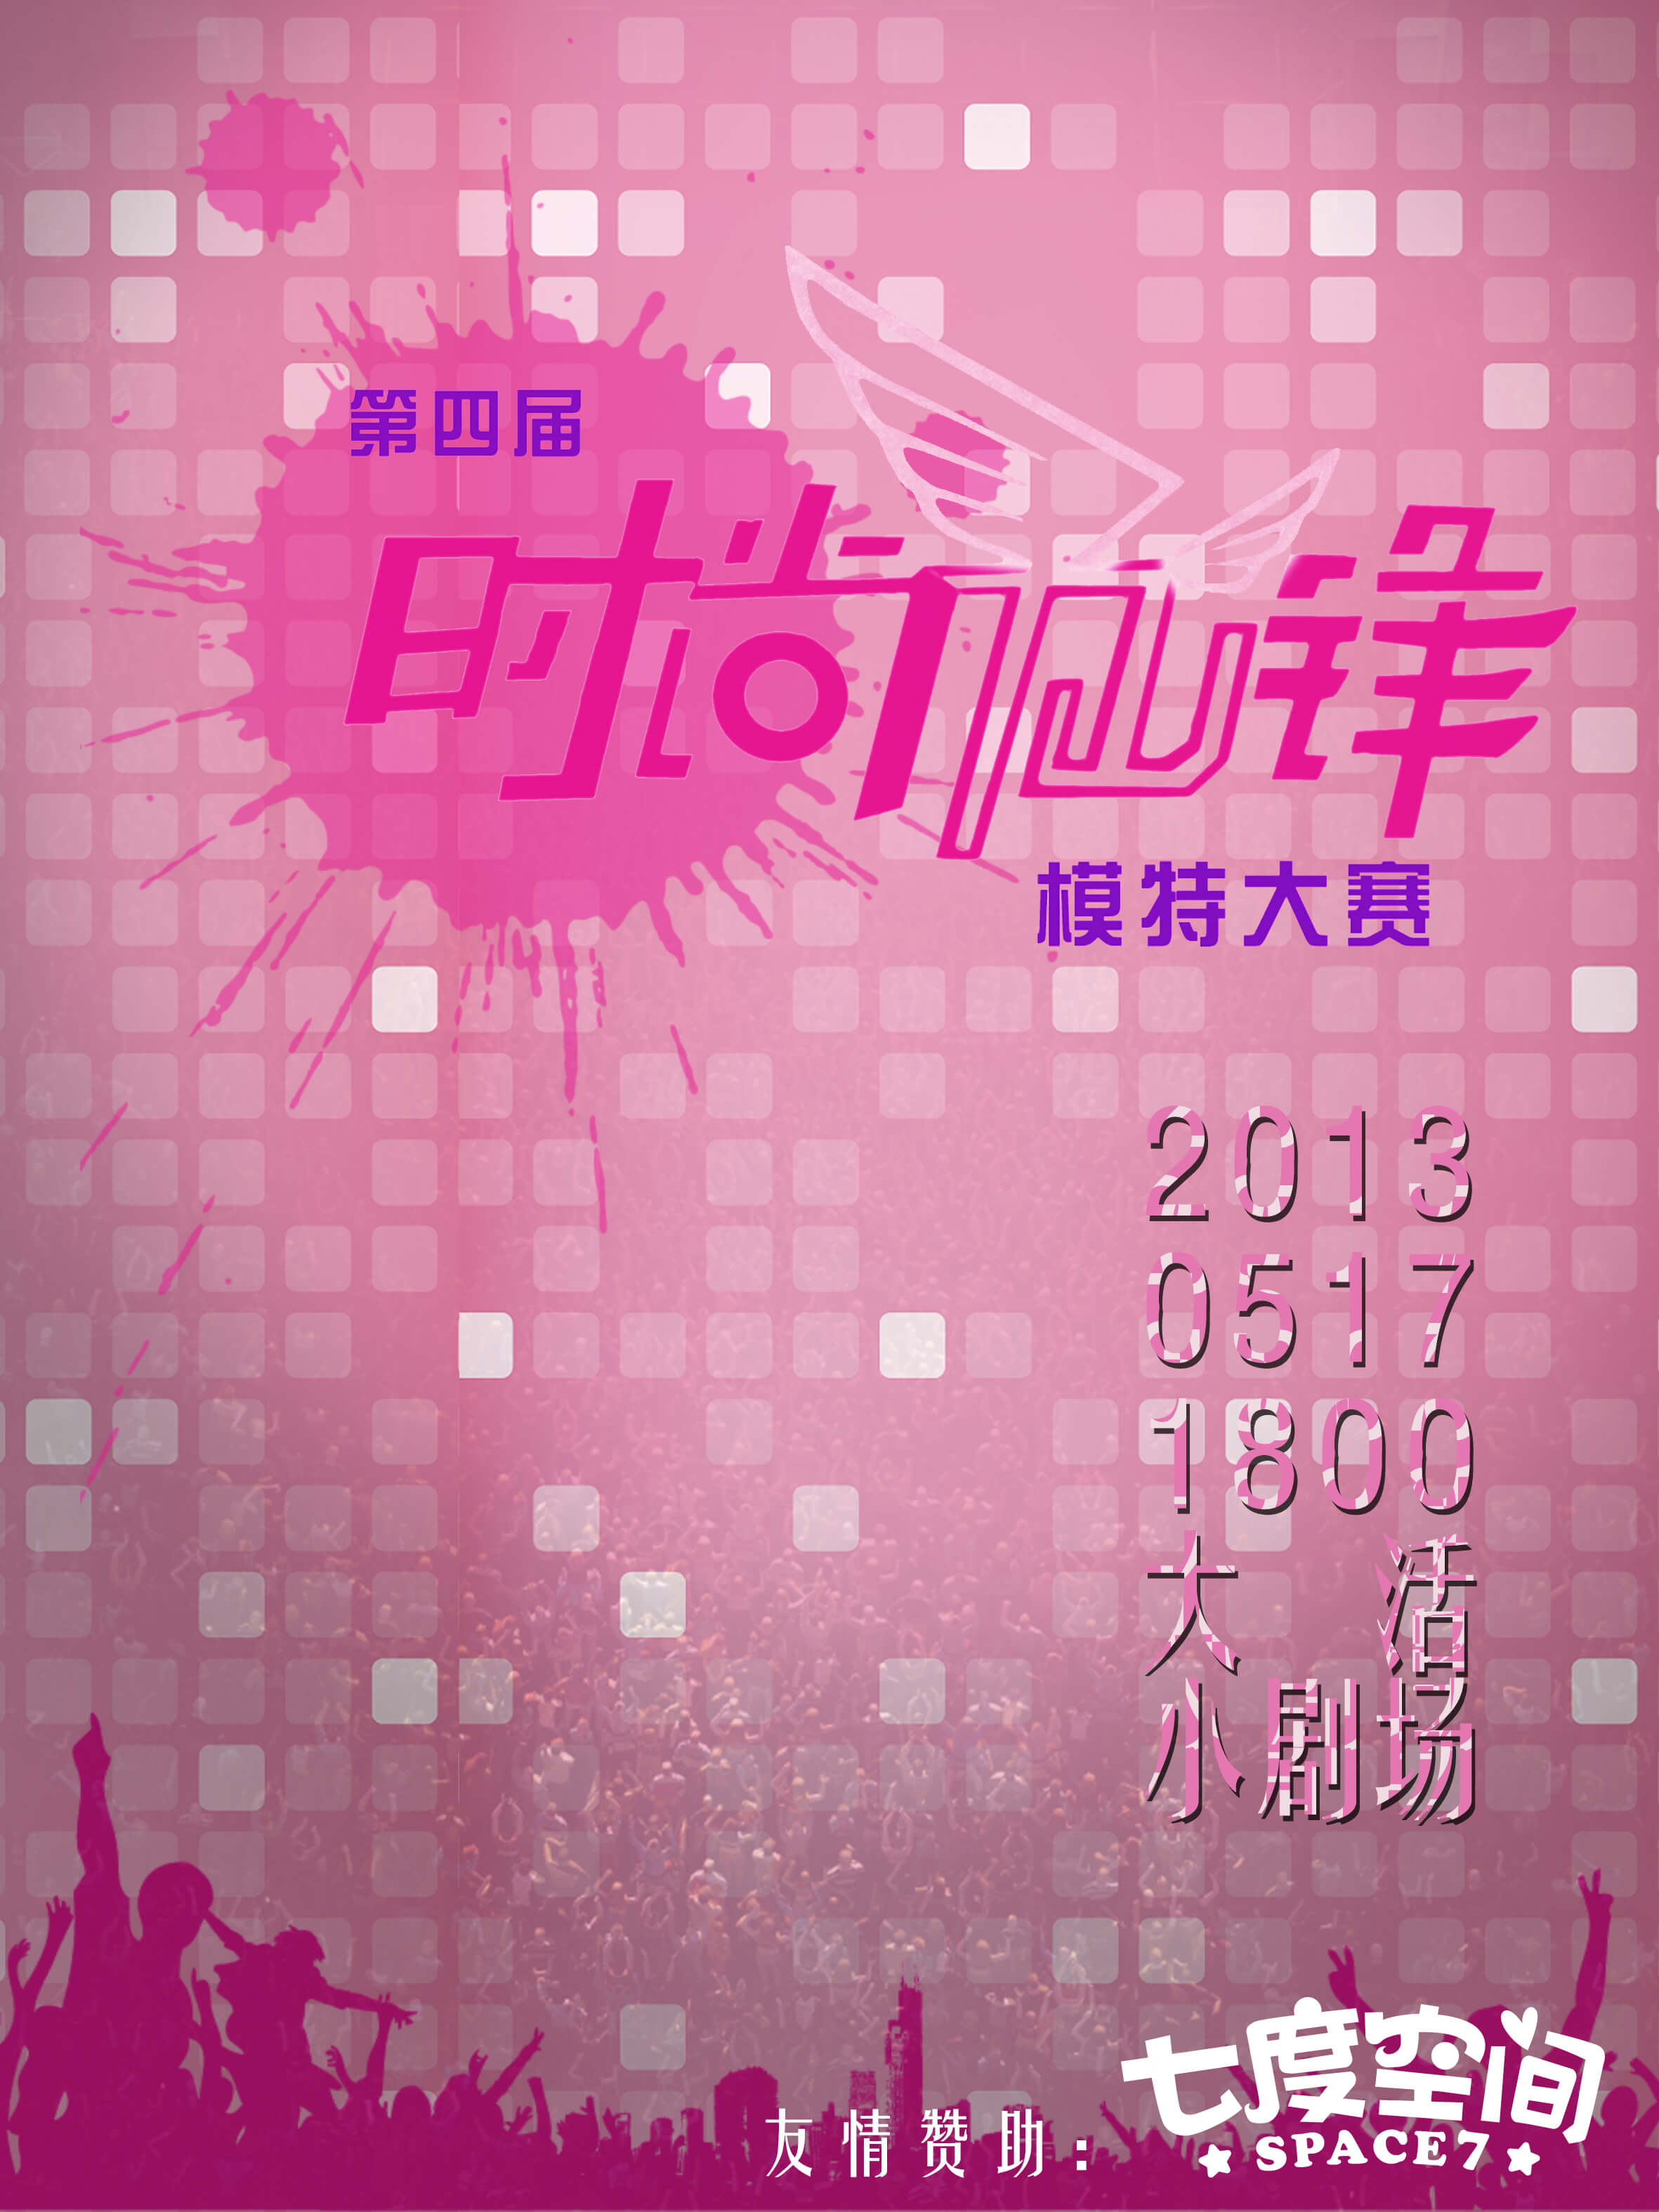 第四届
时尚仙锋
模特大赛
2013
0517
1800
大 活
小剧场
友情赞助：
七度空间
SPACE7